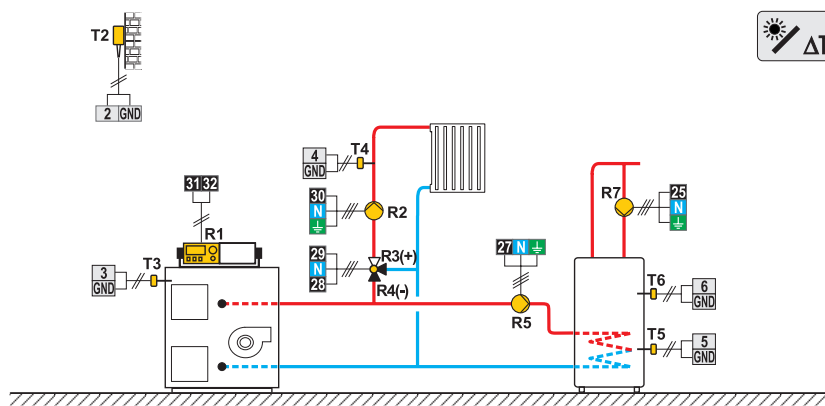 T2
2 GND
ΔT
T4
4
GND
31 32
R1
30
N
R2
29
N
28
R3(+)
R4(-)
T3
3
GND
27 N
R5
R7
25
N
T6
6
GND
T5
5
GND